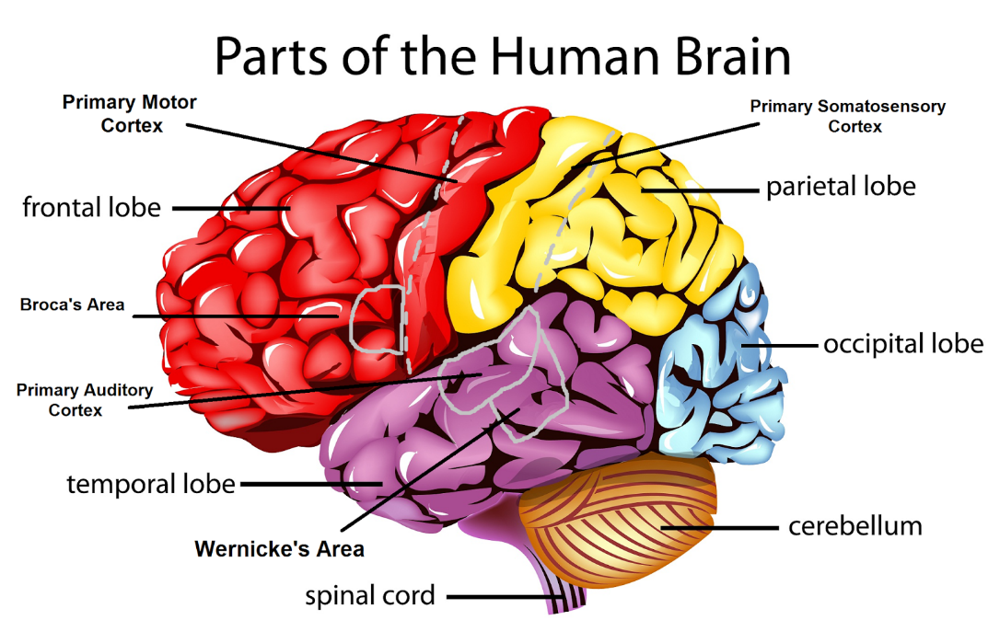 Parts of the Human Brain
Primary Motor
Cortex
Primary Somatosensory
Cortex
parietal lobe
frontal lobe
Broca's Area
occipital lobe
Primary Auditory
Cortex
temporal lobe
cerebellum
Wernicke's Area
spinal cord